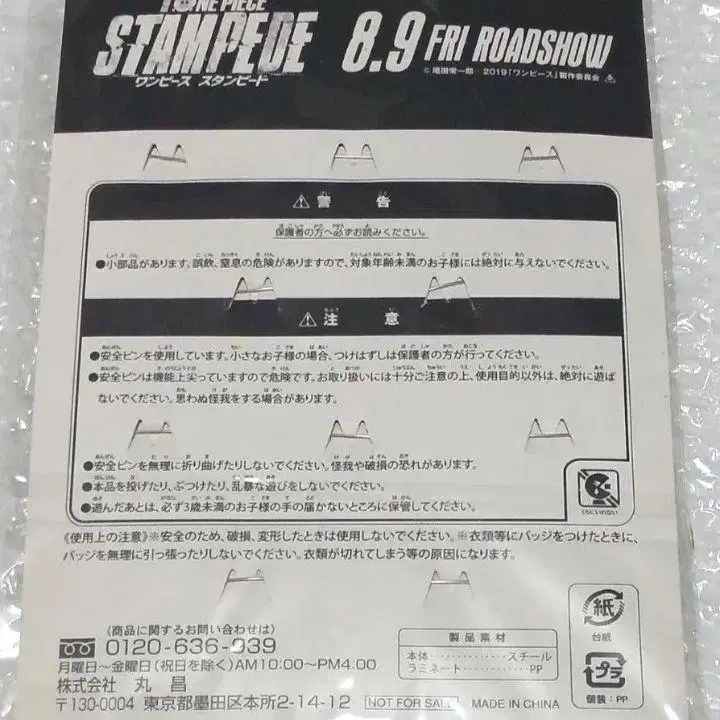 ONE PIECE
STAMPEDE 8.9 FRI ROADSHOW
ワンピース スタンピード
© 尾田栄一郎・2019「ワンピース」製作委員会
⚠警 告
保護者の方へ必ずお読みください。
●小部品があります。誤飲、窒息の危険がありますので、対象年齢未満のお子様には絶対に与えないでください。
⚠注 意
●安全ピンを使用しています。小さなお子様の場合、つけはずしは保護者の方が行ってください。
●安全ピンは機能上尖っていますので危険です。お取り扱いには十分ご注意の上、使用目的以外は、絶対に遊ば
ないでください。思わぬ怪我をする場合があります。
●安全ピンを無理に折り曲げたりしないでください。怪我や破損の恐れがあります。
●本品を投げたり、ぶつけたり、乱暴な遊びをしないでください。
●遊んだあとは、必ず3歳未満のお子様の手の届かないところに保管してください。
くちにいれない
《使用上の注意》※安全のため、破損、変形したときは使用しないでください。※衣類等にバッジをつけたときに、
バッジを無理に引っ張ったりしないでください。衣類が切れてしまう等の原因になります。
〈商品に関するお問い合わせは〉
0120-636-939
月曜日~金曜日(祝日を除く)AM10:00~PM4:00
株式会社 丸 昌
〒130-0004 東京都墨田区本所2-14-12
製品素材
本体・・・・・・・・・・・・・スチール
ラミネート・・・・・・・・・・・PP
NOT FOR SALE MADE IN CHINA
紙
台紙
プラ
個装:PP